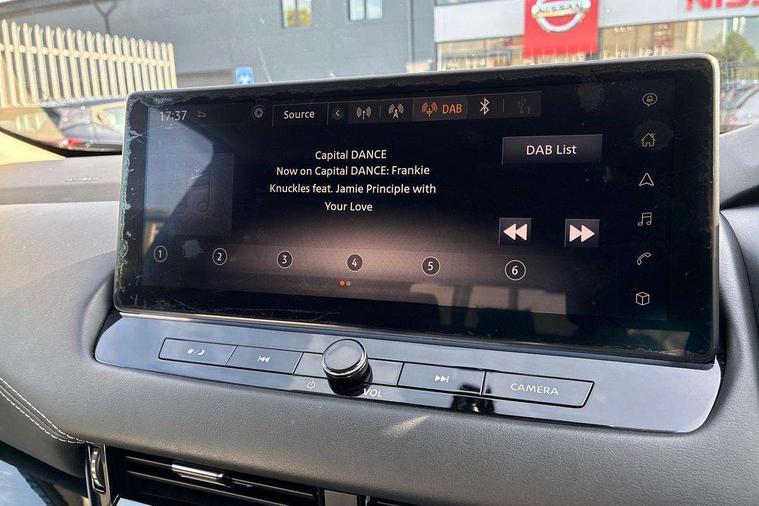 NISSAN
NISS
17:37
Source
DAB
Capital DANCE
Now on Capital DANCE: Frankie
Knuckles feat. Jamie Principle with
Your Love
DAB List
1
2
3
4
5
6
VOL
CAMERA